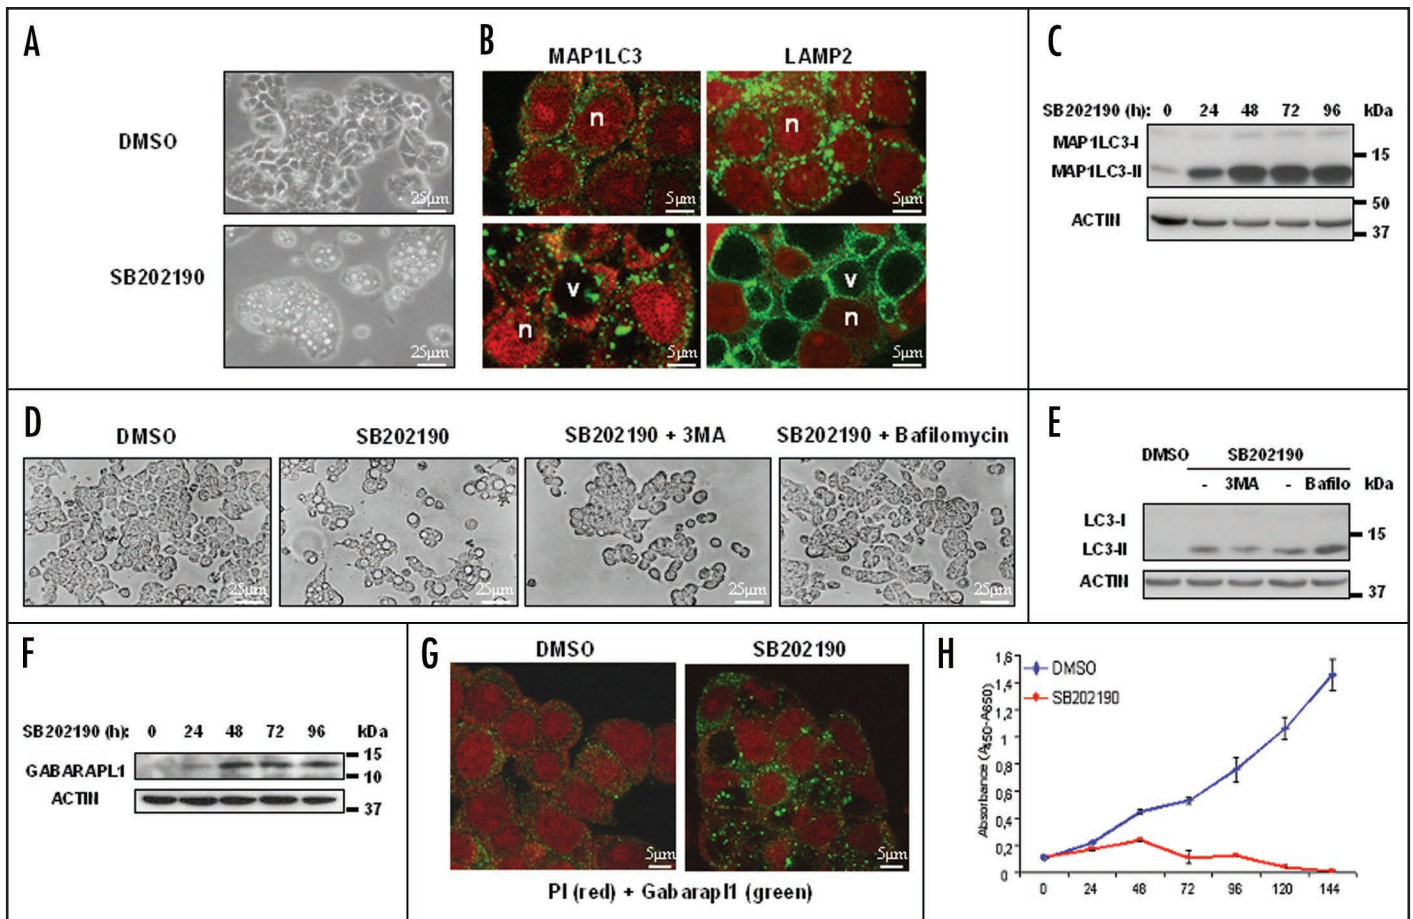 A
DMSO
25µm
SB202190
25µm
B
MAP1LC3 LAMP2
n n
5µm 5µm
v v
n n
5µm 5µm
C
SB202190 (h): 0 24 48 72 96 kDa
MAP1LC3-I
15
MAP1LC3-II
50
ACTIN
37
D
DMSO SB202190 SB202190 + 3MA SB202190 + Bafilomycin
25µm 25µm 25µm 25µm
E
DMSO SB202190
- 3MA - Bafilo kDa
LC3-I
15
LC3-II
ACTIN
37
F
SB202190 (h): 0 24 48 72 96 kDa
15
GABARAPL1
10
ACTIN
37
G
DMSO SB202190
5µm 5µm
PI (red) + Gabarapl1 (green)
H
DMSO
SB202190
Absorbance (A450-A650)
1,6
1,4
1,2
1
0,8
0,6
0,4
0,2
0
0 24 48 72 96 120 144